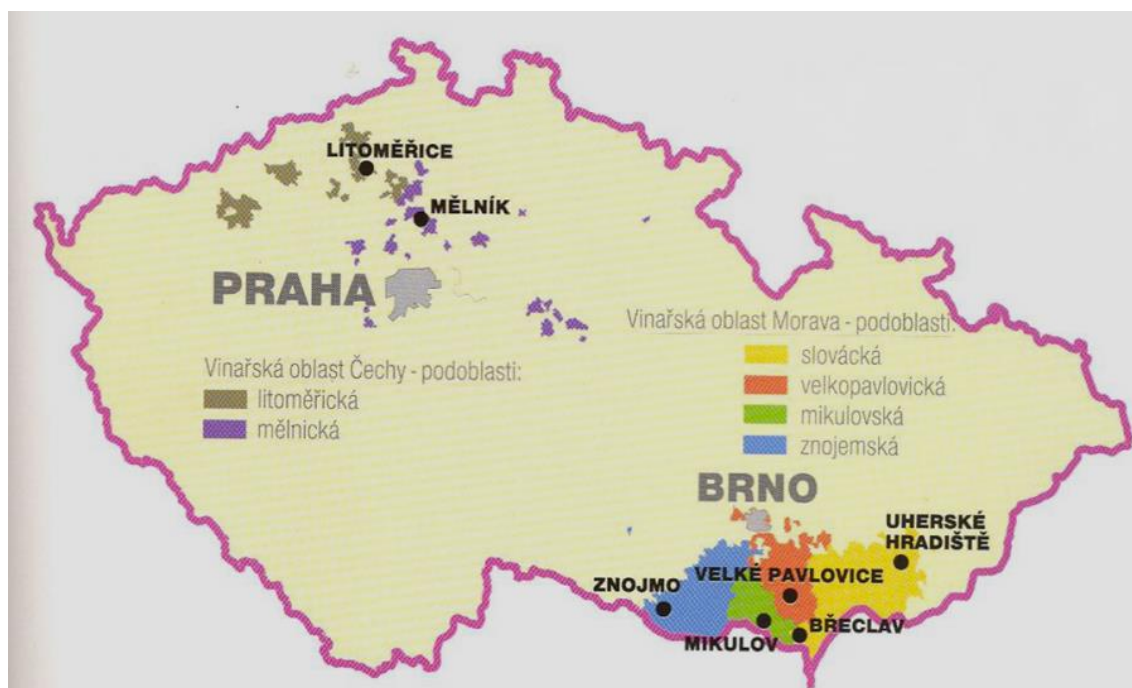 LITOMĚŘICE
MĚLNÍK
PRAHA
Vinařská oblast Čechy - podoblasti:
litoměřická
mělnická
Vinařská oblast Morava - podoblasti:
slovácká
velkopavlovická
mikulovská
znojemská
BRNO
UHERSKÉ
HRADIŠTĚ
ZNOJMO
VELKÉ PAVLOVICE
MIKULOV
BŘECLAV